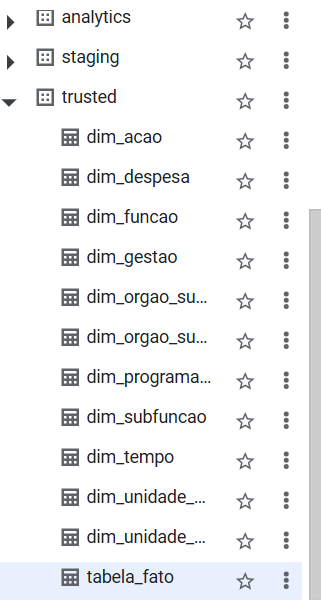 analytics
staging
trusted
dim_acao
dim_despesa
dim_funcao
dim_gestao
dim_orgao_su...
dim_orgao_su...
dim_programa...
dim_subfuncao
dim_tempo
dim_unidade_...
dim_unidade_...
tabela_fato